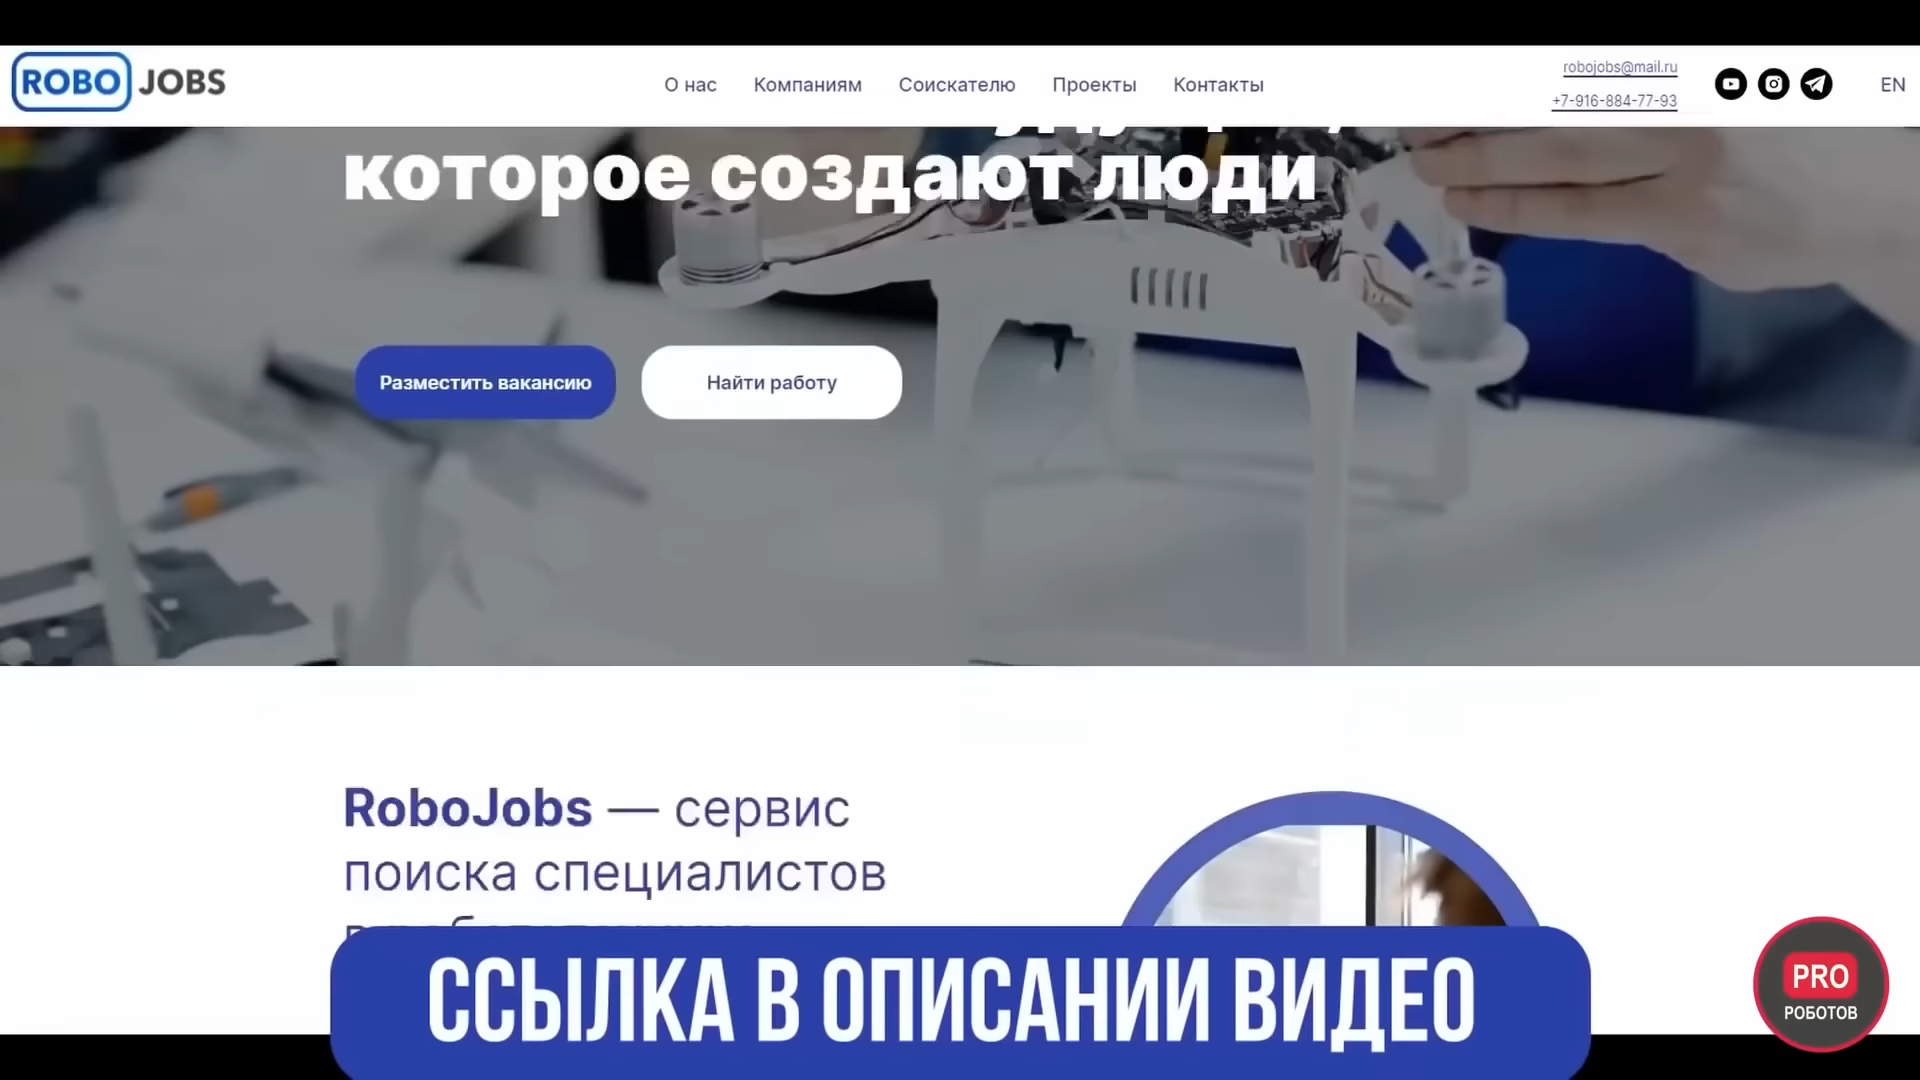 ROBO JOBS
О нас
Компаниям
Соискателю
Проекты
Контакты
robojobs@mail.ru
+7-916-884-77-93
EN
которое создают люди
Разместить вакансию
Найти работу
RoboJobs — сервис
поиска специалистов
ССЫЛКА В ОПИСАНИИ ВИДЕО
PRO
РОБОТОВ